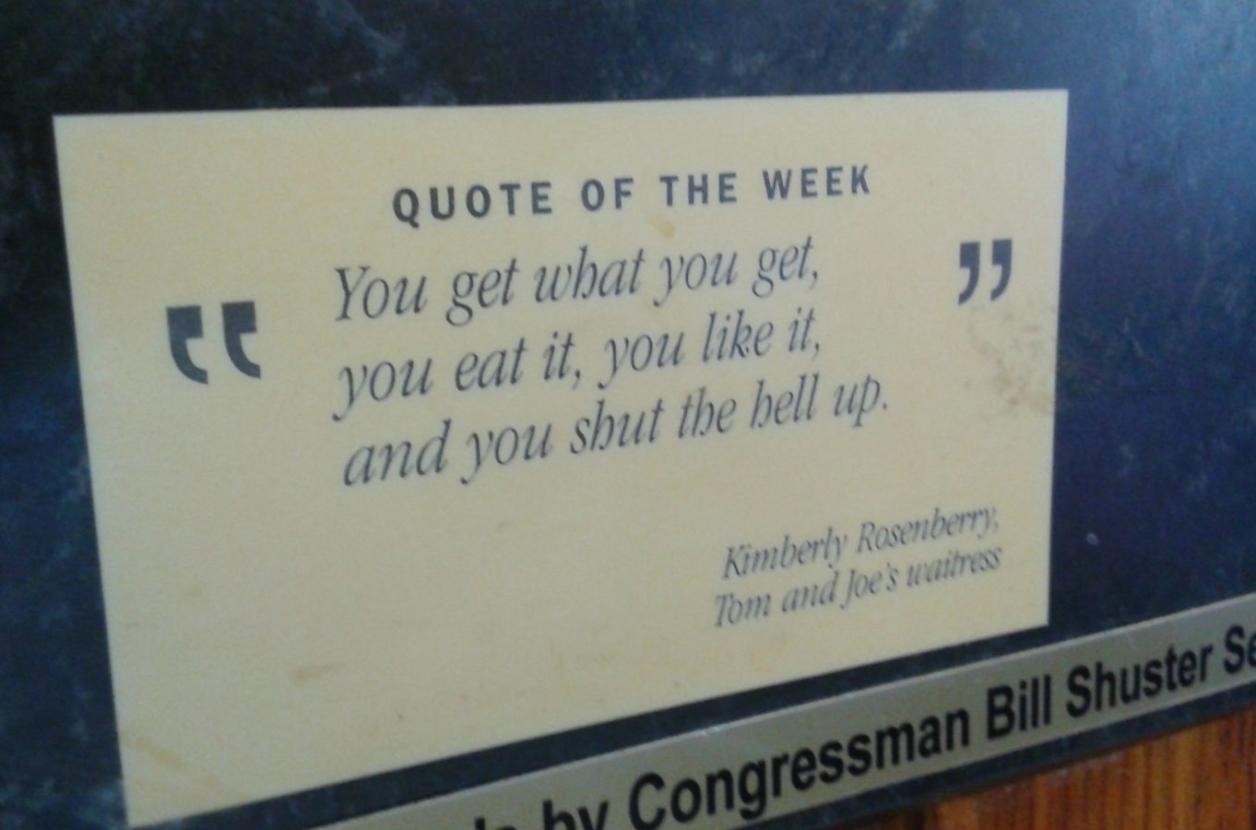 QUOTE OF THE WEEK
“ You get what you get, ”
you eat it, you like it,
and you shut the hell up.
Kimberly Rosenberry,
Tom and Joe's waitress
by Congressman Bill Shuster